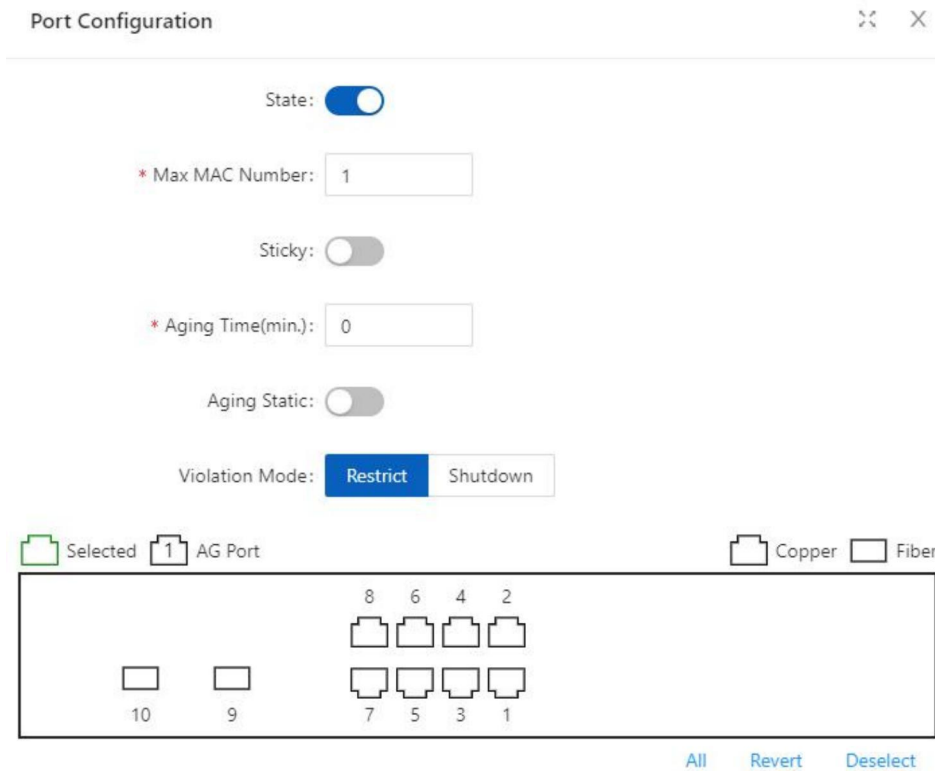 Port Configuration
State:
* Max MAC Number: 1
Sticky:
* Aging Time(min.): 0
Aging Static:
Violation Mode: Restrict Shutdown
Selected 1 AG Port Copper Fiber
8 6 4 2
10 9 7 5 3 1
All Revert Deselect